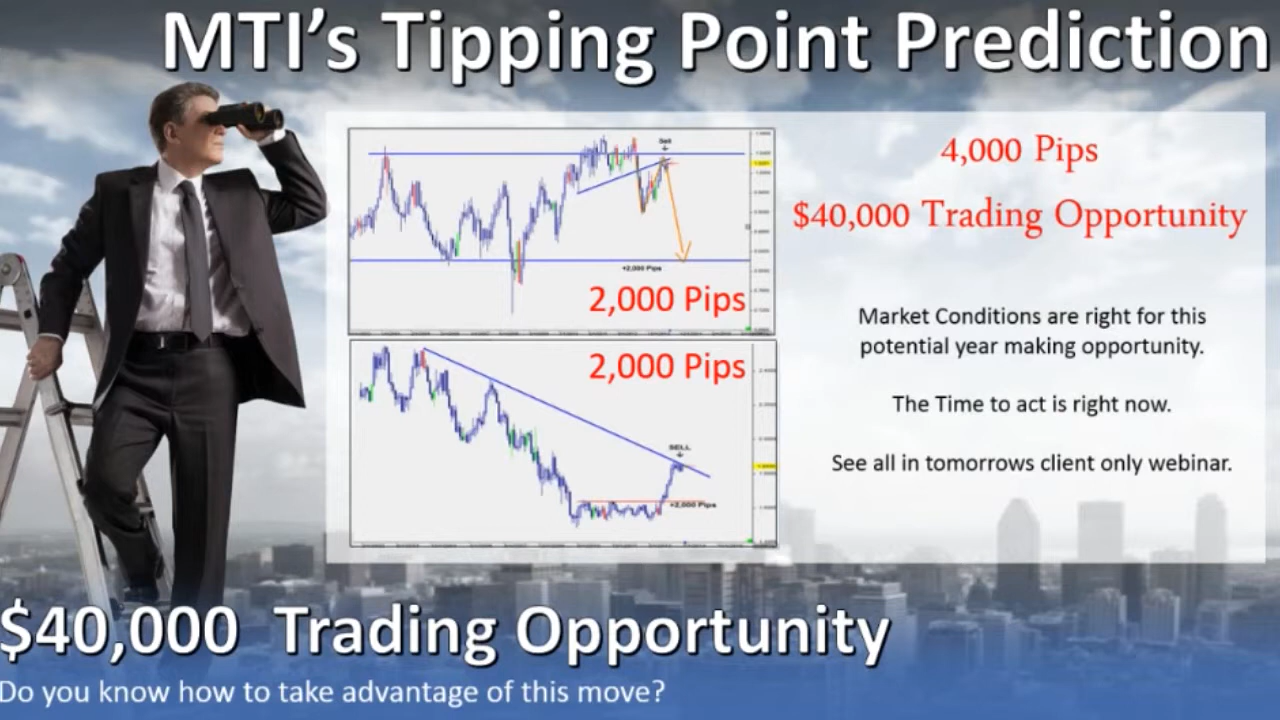 MTI's Tipping Point Prediction
Sell
+2,000 Pips
2,000 Pips
2,000 Pips
SELL
+2,000 Pips
4,000 Pips
$40,000 Trading Opportunity
Market Conditions are right for this
potential year making opportunity.
The Time to act is right now.
See all in tomorrows client only webinar.
$40,000 Trading Opportunity
Do you know how to take advantage of this move?